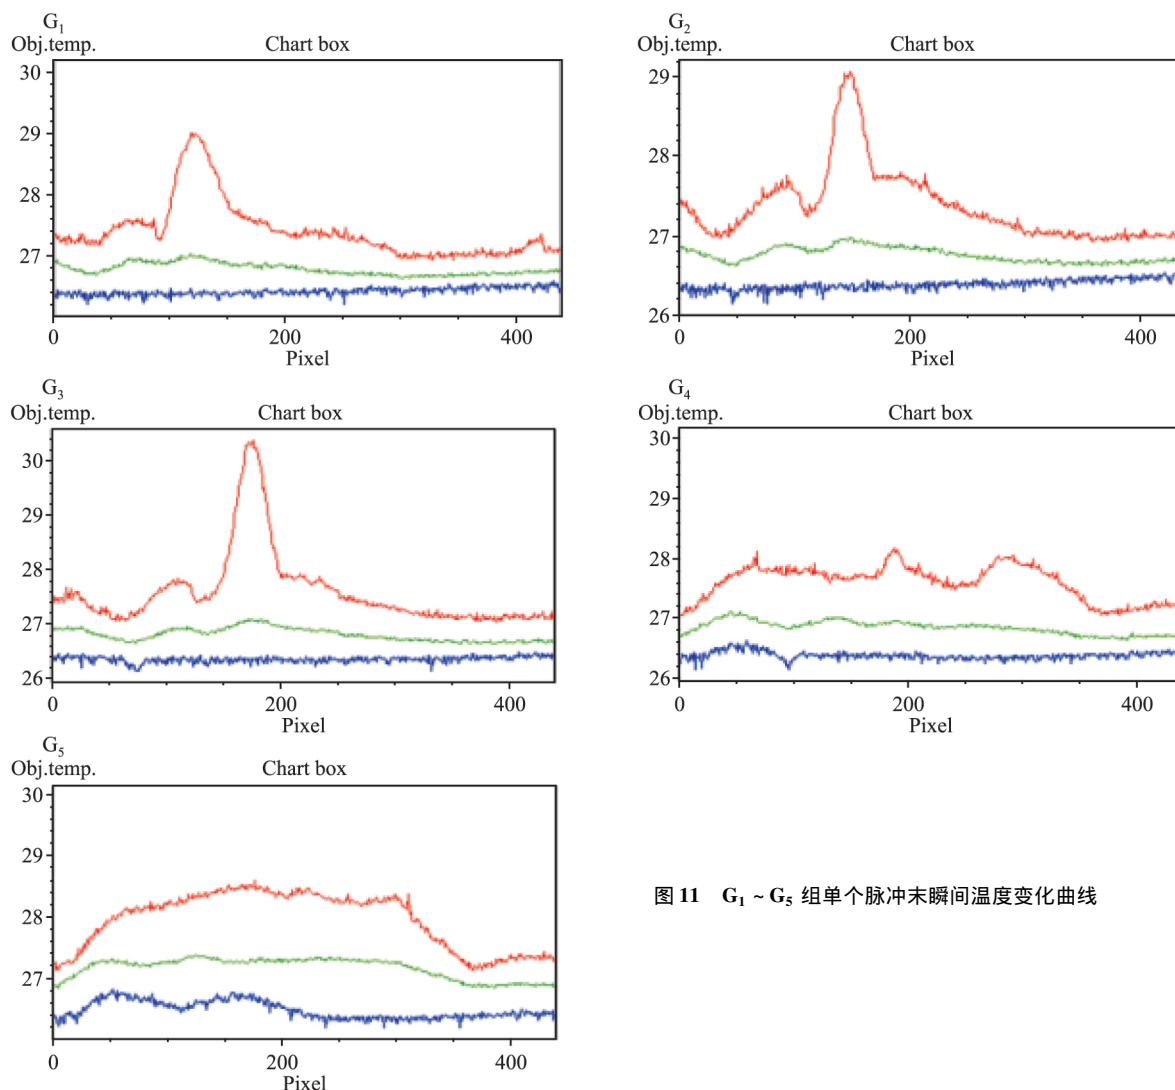 G₁
Obj.temp. Chart box
30
29
28
27
0 200 400
Pixel
G₂
Obj.temp. Chart box
29
28
27
26
0 200 400
Pixel
G₃
Obj.temp. Chart box
30
29
28
27
26
0 200 400
Pixel
G₄
Obj.temp. Chart box
30
29
28
27
26
0 200 400
Pixel
G₅
Obj.temp. Chart box
30
29
28
27
0 200 400
Pixel
图 11 G₁ ~ G₅ 组单个脉冲末瞬间温度变化曲线